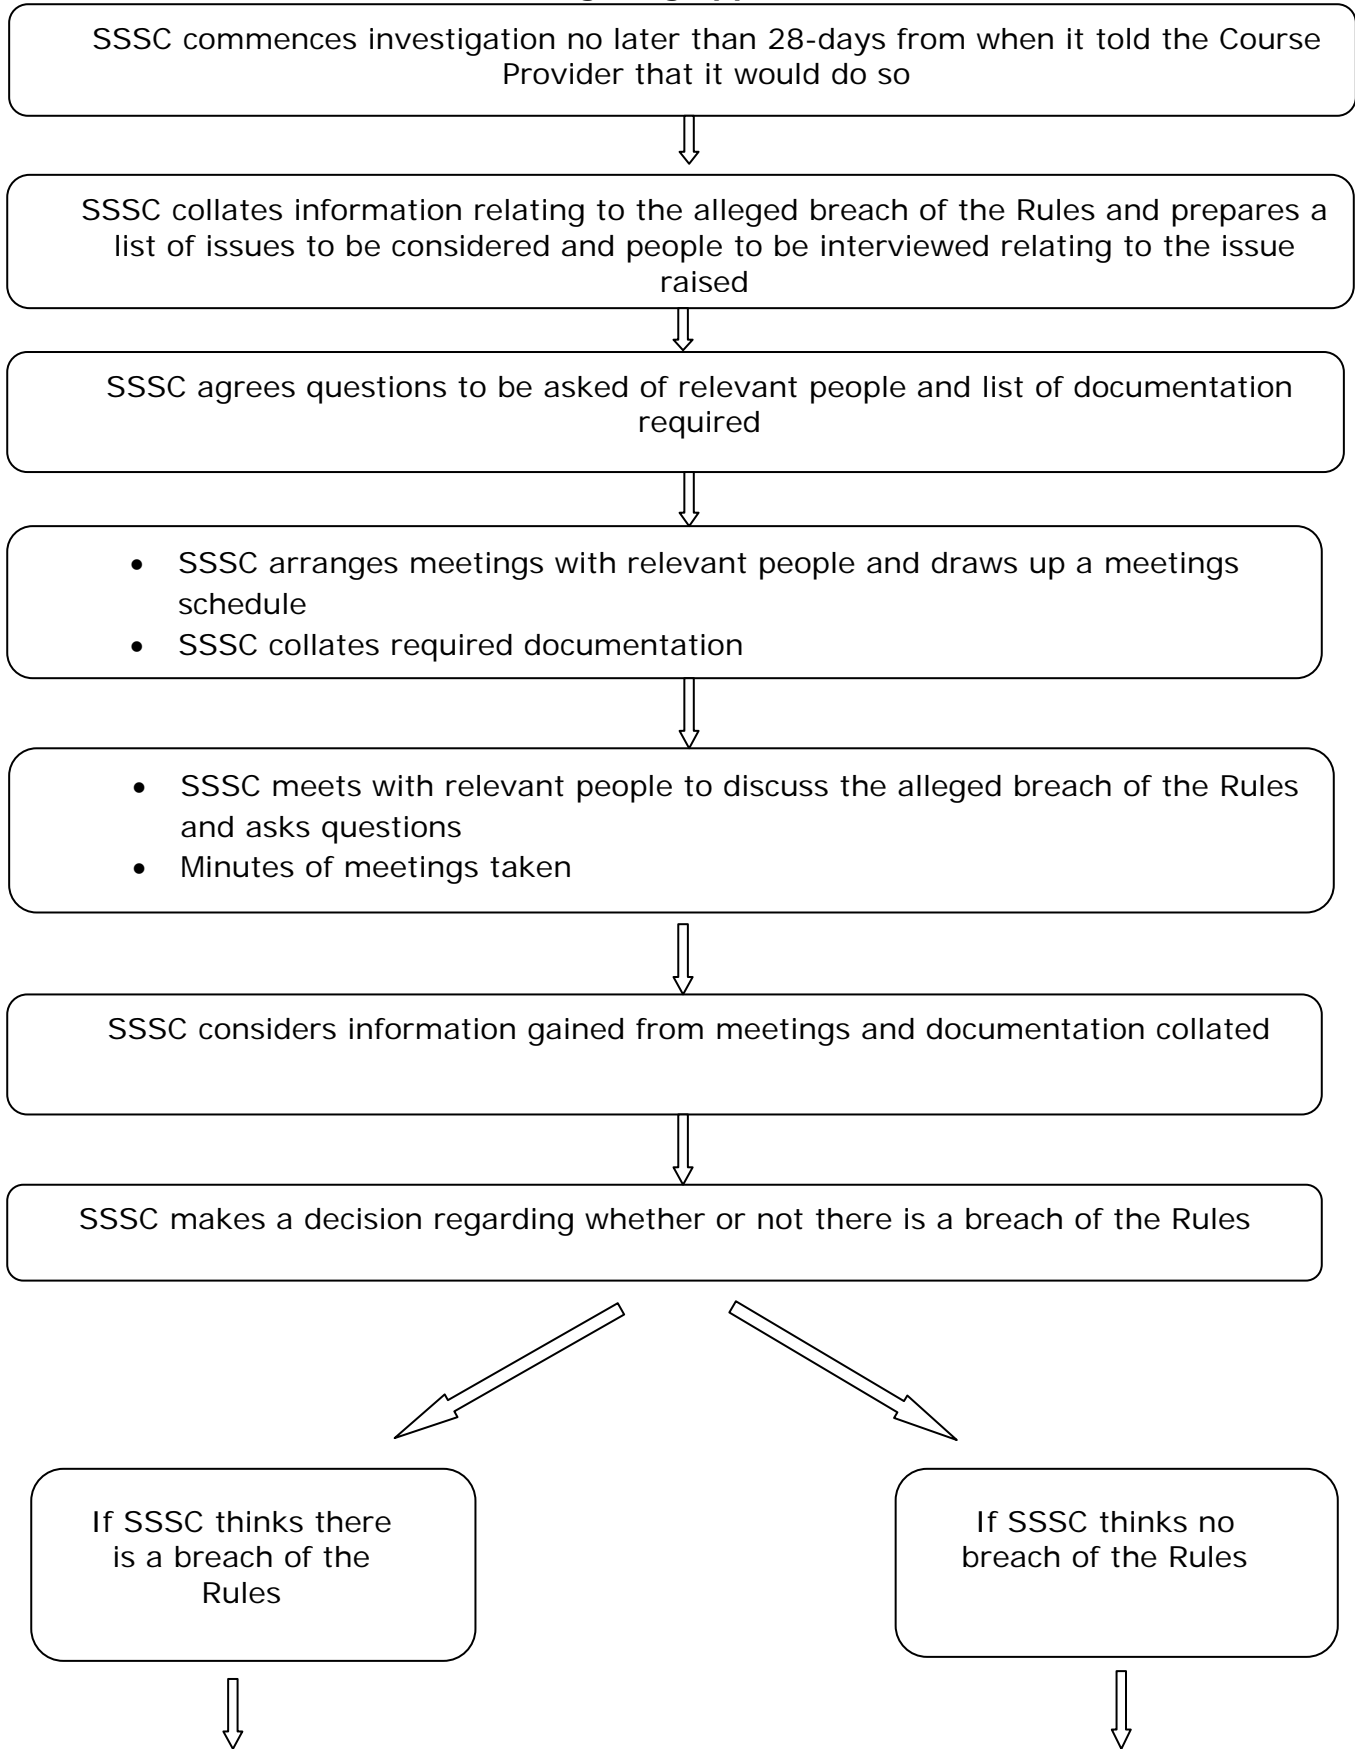 SSSC commences investigation no later than 28-days from when it told the Course
Provider that it would do so
SSSC collates information relating to the alleged breach of the Rules and prepares a
list of issues to be considered and people to be interviewed relating to the issue
raised
SSSC agrees questions to be asked of relevant people and list of documentation
required
• SSSC arranges meetings with relevant people and draws up a meetings
schedule
• SSSC collates required documentation
• SSSC meets with relevant people to discuss the alleged breach of the Rules
and asks questions
• Minutes of meetings taken
SSSC considers information gained from meetings and documentation collated
SSSC makes a decision regarding whether or not there is a breach of the Rules
If SSSC thinks there
is a breach of the
Rules
If SSSC thinks no
breach of the Rules